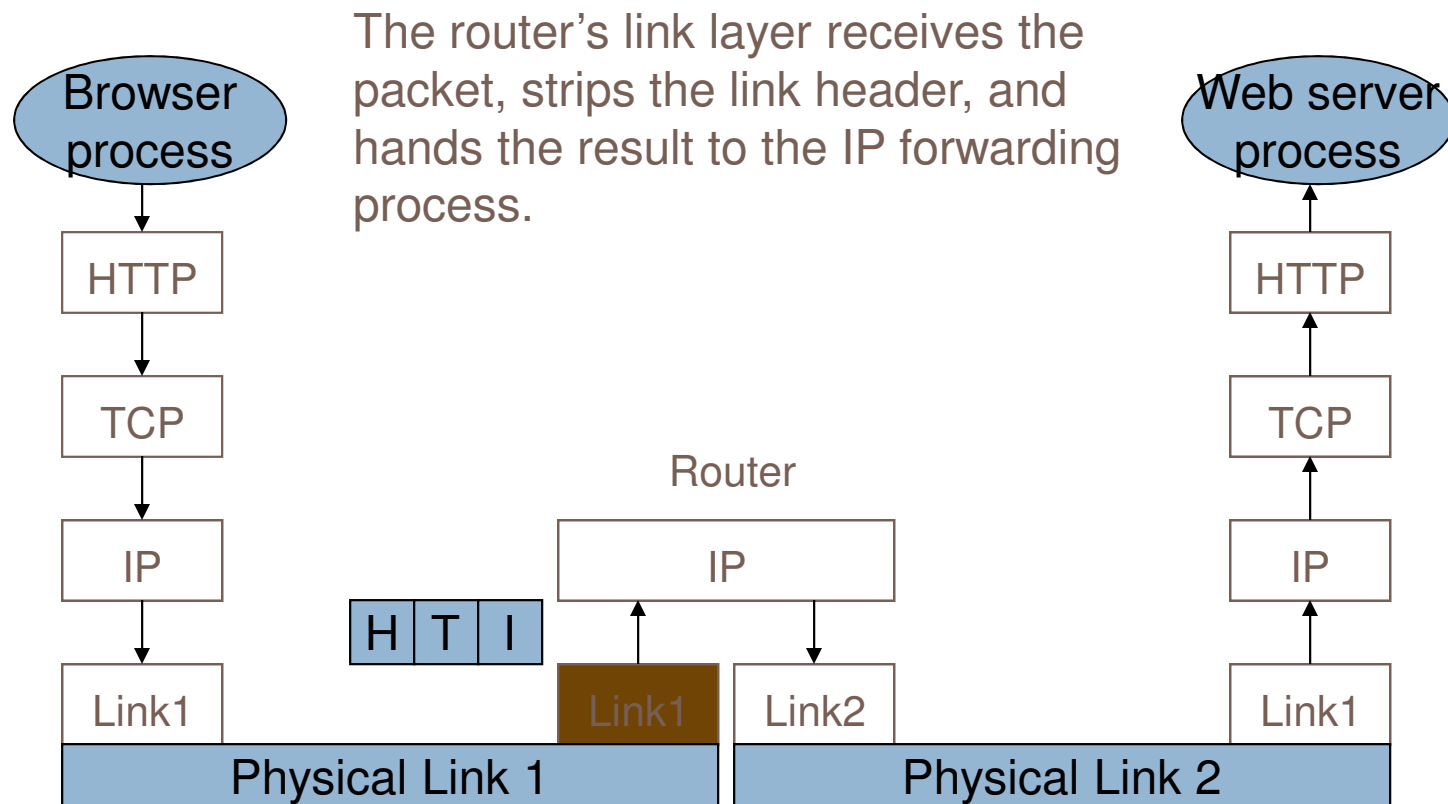 The router’s link layer receives the
packet, strips the link header, and
hands the result to the IP forwarding
process.
Browser
process
Web server
process
HTTP
HTTP
TCP
TCP
Router
IP
IP
IP
H T I
Link1
Link1
Link2
Link1
Physical Link 1
Physical Link 2